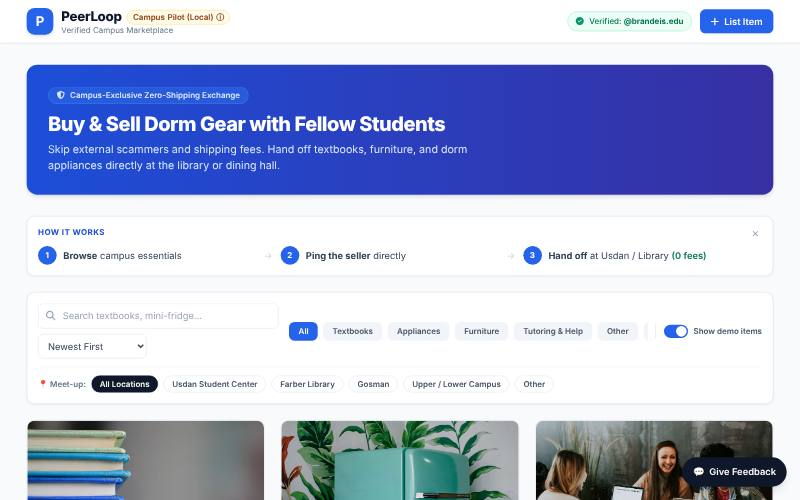 P
PeerLoop
Campus Pilot (Local) ⓘ
Verified Campus Marketplace
Verified: @brandeis.edu
+ List Item
Campus-Exclusive Zero-Shipping Exchange
Buy & Sell Dorm Gear with Fellow Students
Skip external scammers and shipping fees. Hand off textbooks, furniture, and dorm
appliances directly at the library or dining hall.
HOW IT WORKS
×
1 Browse campus essentials → 2 Ping the seller directly → 3 Hand off at Usdan / Library (0 fees)
Search textbooks, mini-fridge...
All Textbooks Appliances Furniture Tutoring & Help Other
Show demo items
Newest First
📍 Meet-up: All Locations Usdan Student Center Farber Library Gosman Upper / Lower Campus Other
💬 Give Feedback